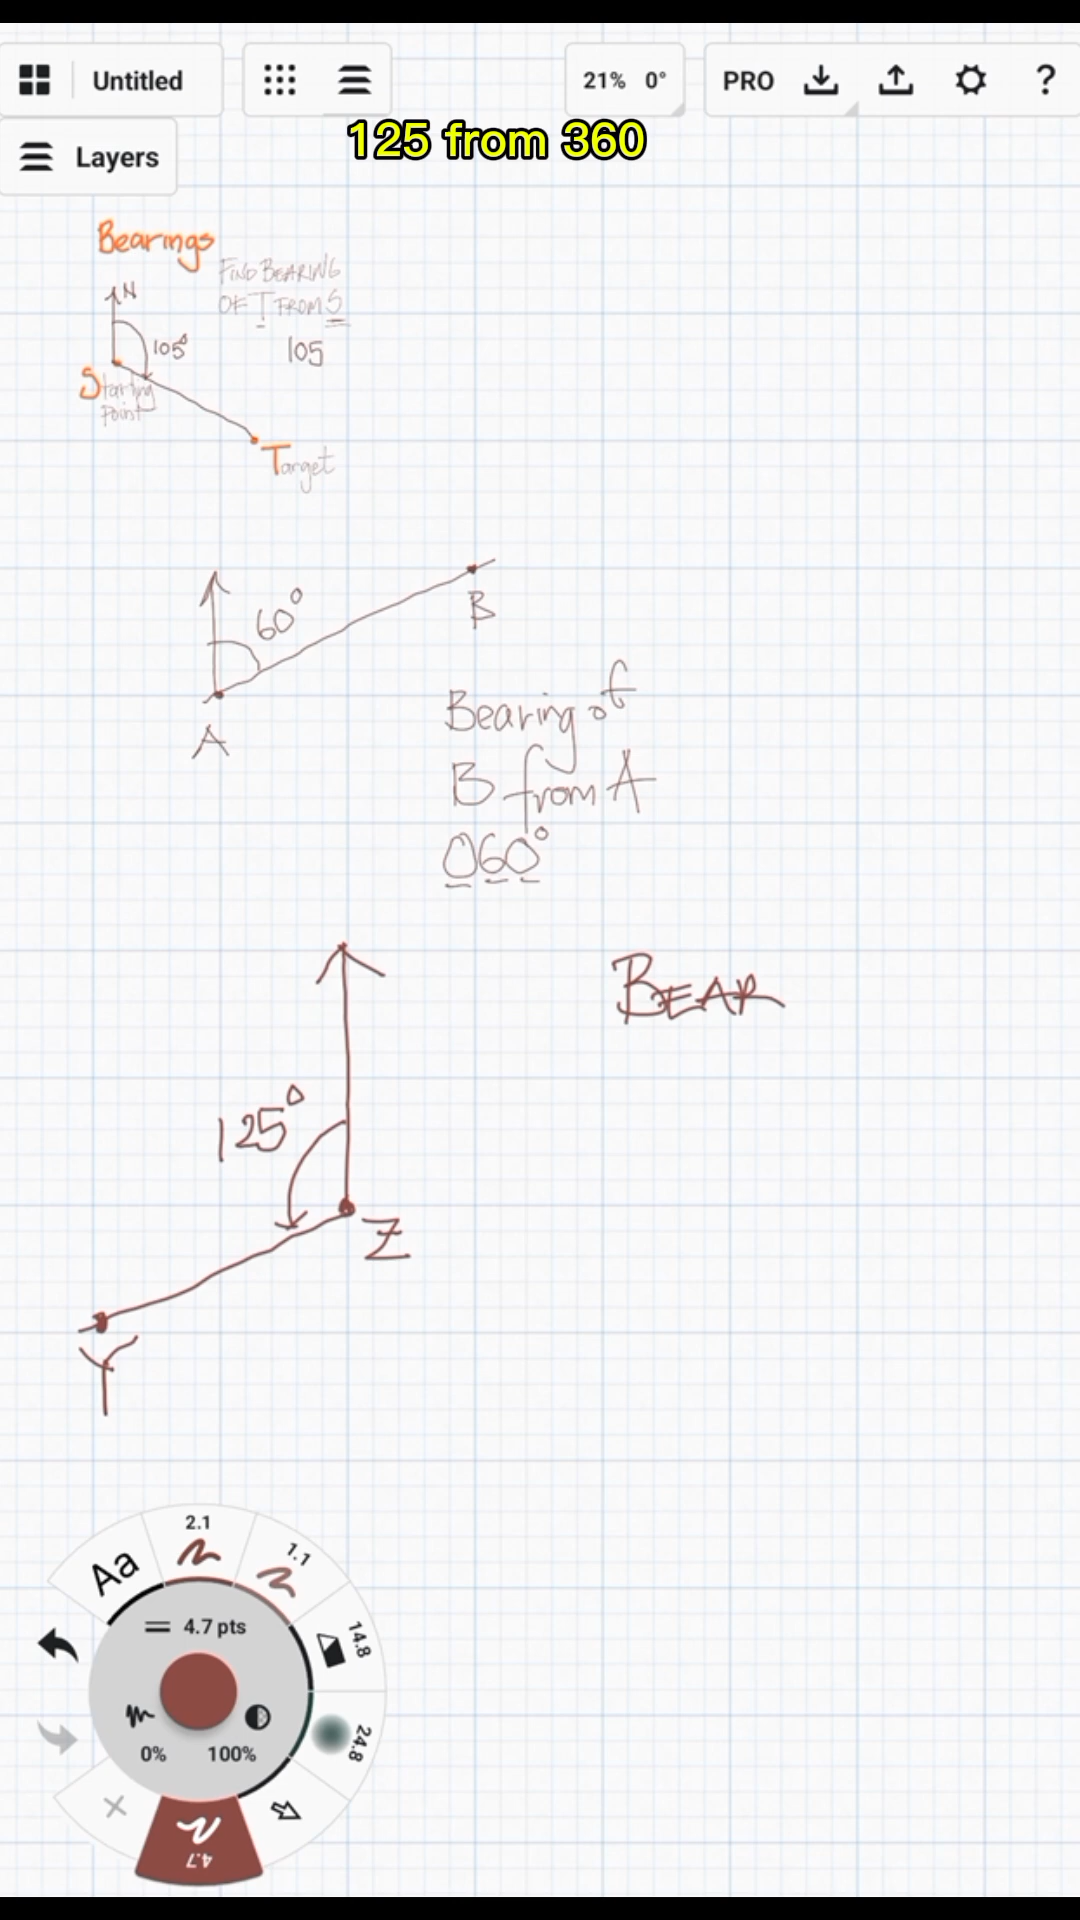 Untitled
21% 0°
PRO
?
125 from 360
Layers
Bearings
FIND BEARING
OF T FROM S
N
105°
105
Starting
Point
Target
60°
B
A
Bearing of
B from A
060°
BEAR
125°
Z
Y
2.1
Aa
1.1
4.7 pts
14.8
0% 100%
24.8
4.7